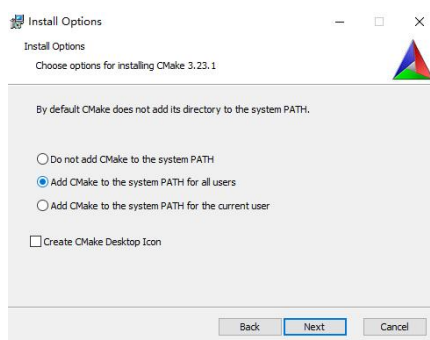 Install Options
Install Options
Choose options for installing CMake 3.23.1
By default CMake does not add its directory to the system PATH.
Do not add CMake to the system PATH
Add CMake to the system PATH for all users
Add CMake to the system PATH for the current user
Create CMake Desktop Icon
Back Next Cancel